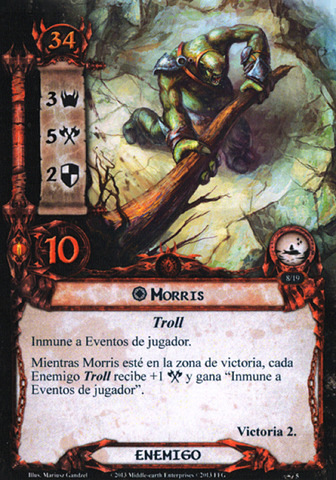 34
3
5
2
10
8/19
Morris
Troll
Inmune a Eventos de jugador.
Mientras Morris esté en la zona de victoria, cada
Enemigo Troll recibe +1 y gana “Inmune a
Eventos de jugador”.
Victoria 2.
ENEMIGO
Illus. Mariusz Gandzel ©2013 Middle-earth Enterprises ©2013 FFG 5